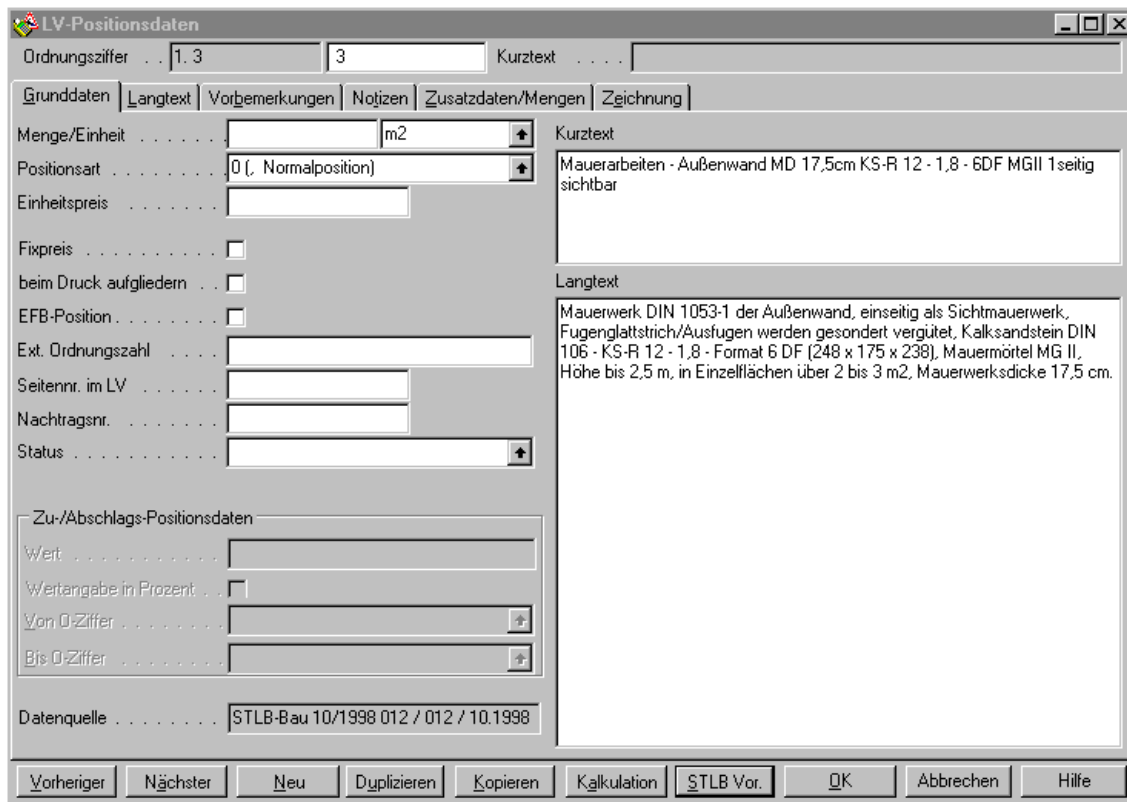 LV-Positionsdaten
Ordnungsziffer . . 1. 3 3 Kurztext . . . .
Grunddaten Langtext Vorbemerkungen Notizen Zusatzdaten/Mengen Zeichnung
Menge/Einheit . . . . . . . m2
Positionsart . . . . . . . . . 0 (, Normalposition)
Einheitspreis . . . . . . .
Fixpreis . . . . . . . . . .
beim Druck aufgliedern . .
EFB-Position . . . . . . . .
Ext. Ordnungszahl . . . .
Seitennr. im LV . . . . . .
Nachtragsnr. . . . . . . .
Status . . . . . . . . . . .
Zu-/Abschlags-Positionsdaten
Wert . . . . . . . . . . .
Wertangabe in Prozent . .
Von O-Ziffer . . . . . . . .
Bis O-Ziffer . . . . . . . .
Datenquelle . . . . . . . . STLB-Bau 10/1998 012 / 012 / 10.1998
Kurztext
Mauerarbeiten - Außenwand MD 17,5cm KS-R 12 - 1,8 - 6DF MGII 1seitig
sichtbar
Langtext
Mauerwerk DIN 1053-1 der Außenwand, einseitig als Sichtmauerwerk,
Fugenglattstrich/Ausfugen werden gesondert vergütet, Kalksandstein DIN
106 - KS-R 12 - 1,8 - Format 6 DF (248 x 175 x 238), Mauermörtel MG II,
Höhe bis 2,5 m, in Einzelflächen über 2 bis 3 m2, Mauerwerksdicke 17,5 cm.
Vorheriger Nächster Neu Duplizieren Kopieren Kalkulation STLB Vor. OK Abbrechen Hilfe